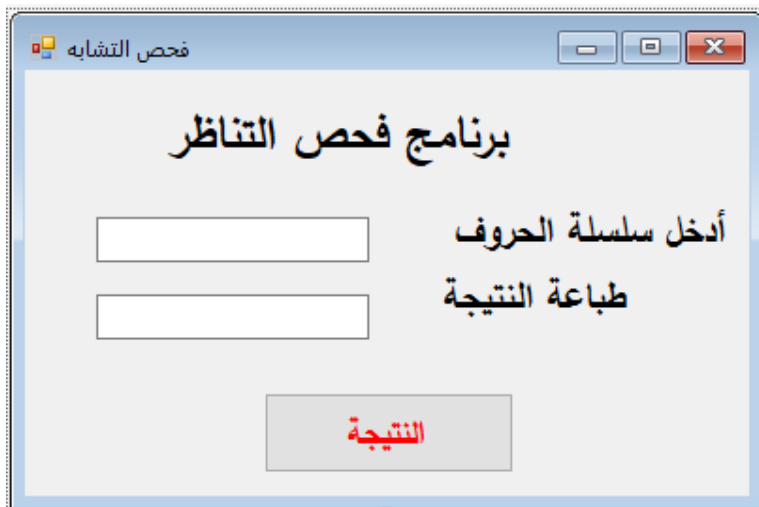 فحص التشابه
برنامج فحص التناظر
أدخل سلسلة الحروف
طباعة النتيجة
النتيجة